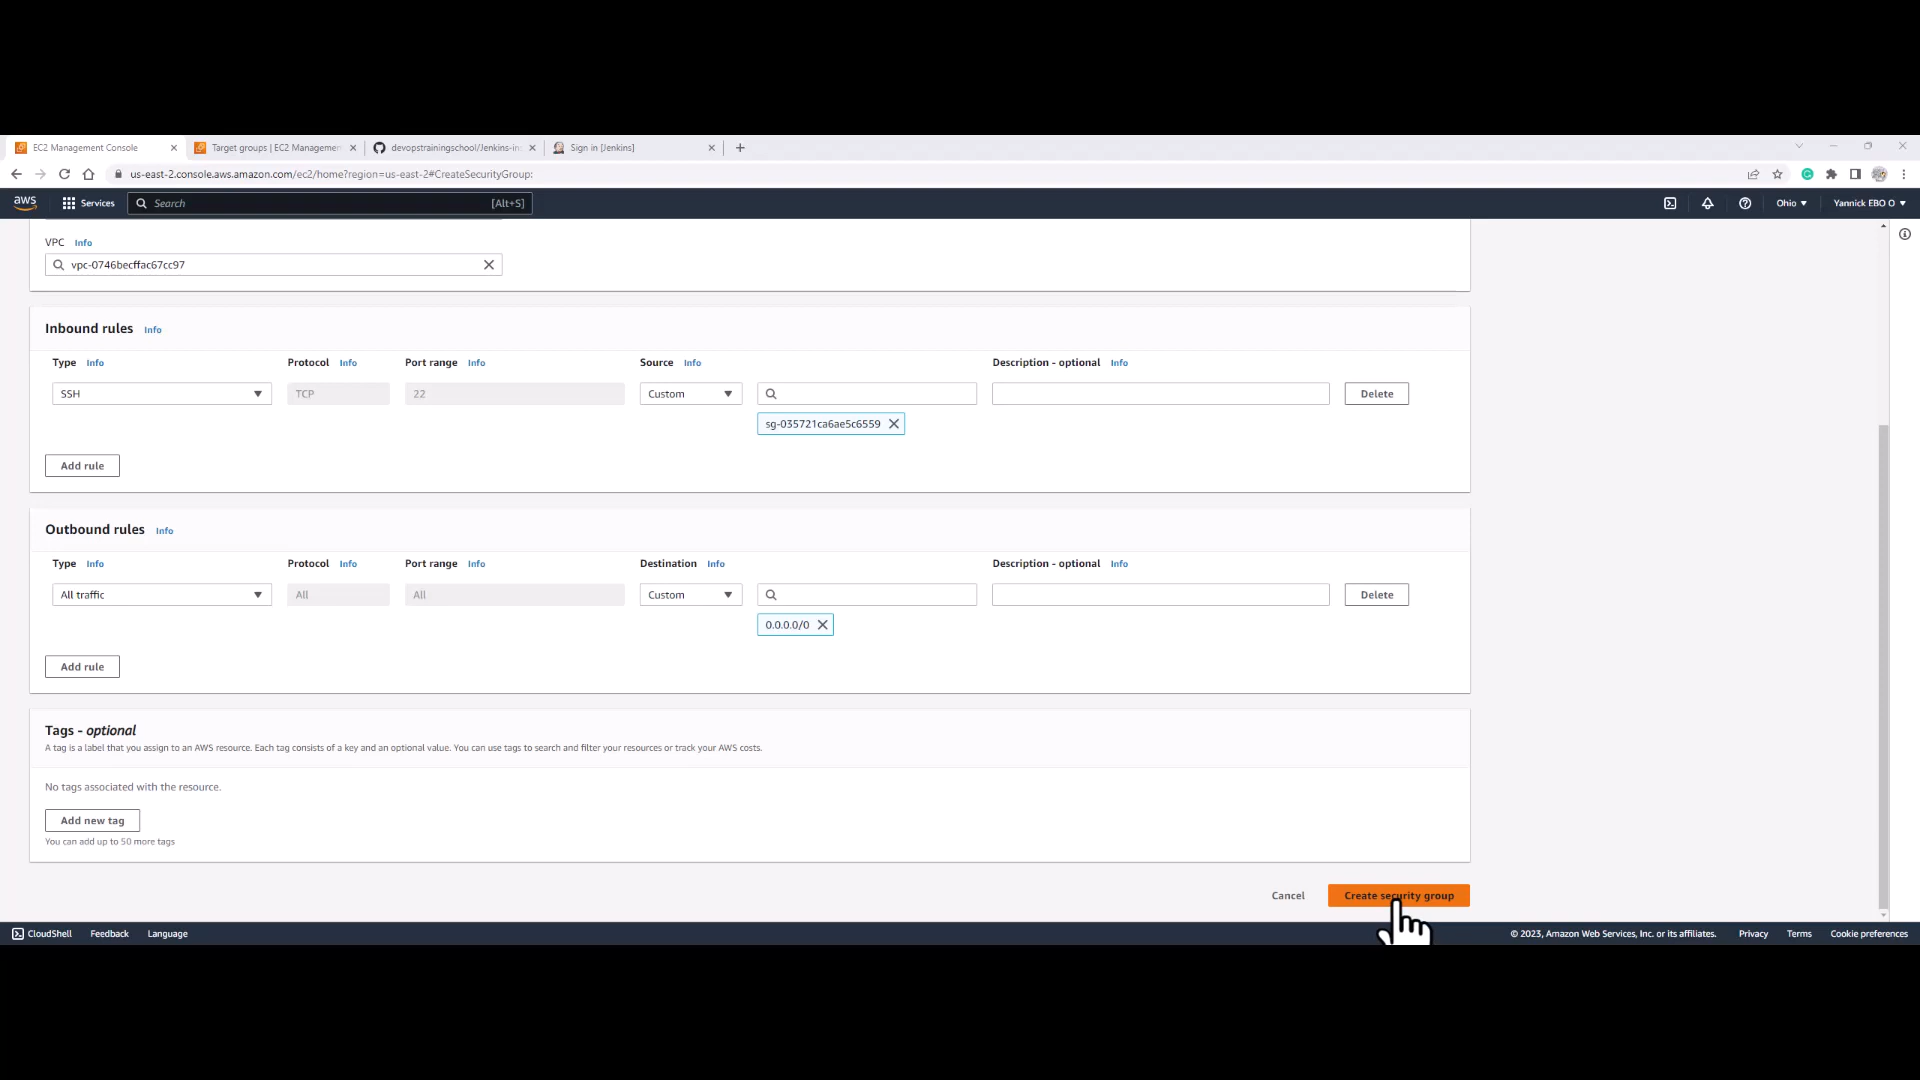 EC2 Management Console
Target groups | EC2 Managemen
devopstrainingschool/Jenkins-in
Sign in [Jenkins]
us-east-2.console.aws.amazon.com/ec2/home?region=us-east-2#CreateSecurityGroup:
aws Services Search [Alt+S] Ohio Yannick EBO O
VPC Info
vpc-0746becffac67cc97
Inbound rules Info
Type Info Protocol Info Port range Info Source Info Description - optional Info
SSH TCP 22 Custom Delete
sg-035721ca6ae5c6559
Add rule
Outbound rules Info
Type Info Protocol Info Port range Info Destination Info Description - optional Info
All traffic All All Custom Delete
0.0.0.0/0
Add rule
Tags - optional
A tag is a label that you assign to an AWS resource. Each tag consists of a key and an optional value. You can use tags to search and filter your resources or track your AWS costs.
No tags associated with the resource.
Add new tag
You can add up to 50 more tags
Cancel Create security group
CloudShell Feedback Language © 2023, Amazon Web Services, Inc. or its affiliates. Privacy Terms Cookie preferences